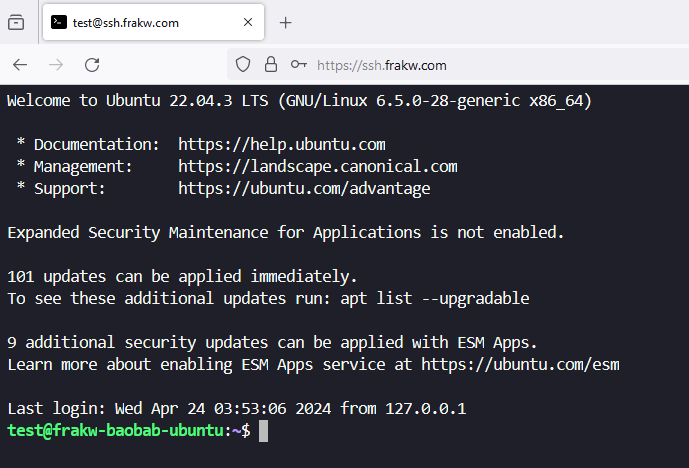 test@ssh.frakw.com
https://ssh.frakw.com
Welcome to Ubuntu 22.04.3 LTS (GNU/Linux 6.5.0-28-generic x86_64)
* Documentation:  https://help.ubuntu.com
* Management:     https://landscape.canonical.com
* Support:        https://ubuntu.com/advantage
Expanded Security Maintenance for Applications is not enabled.
101 updates can be applied immediately.
To see these additional updates run: apt list --upgradable
9 additional security updates can be applied with ESM Apps.
Learn more about enabling ESM Apps service at https://ubuntu.com/esm
Last login: Wed Apr 24 03:53:06 2024 from 127.0.0.1
test@frakw-baobab-ubuntu:~$